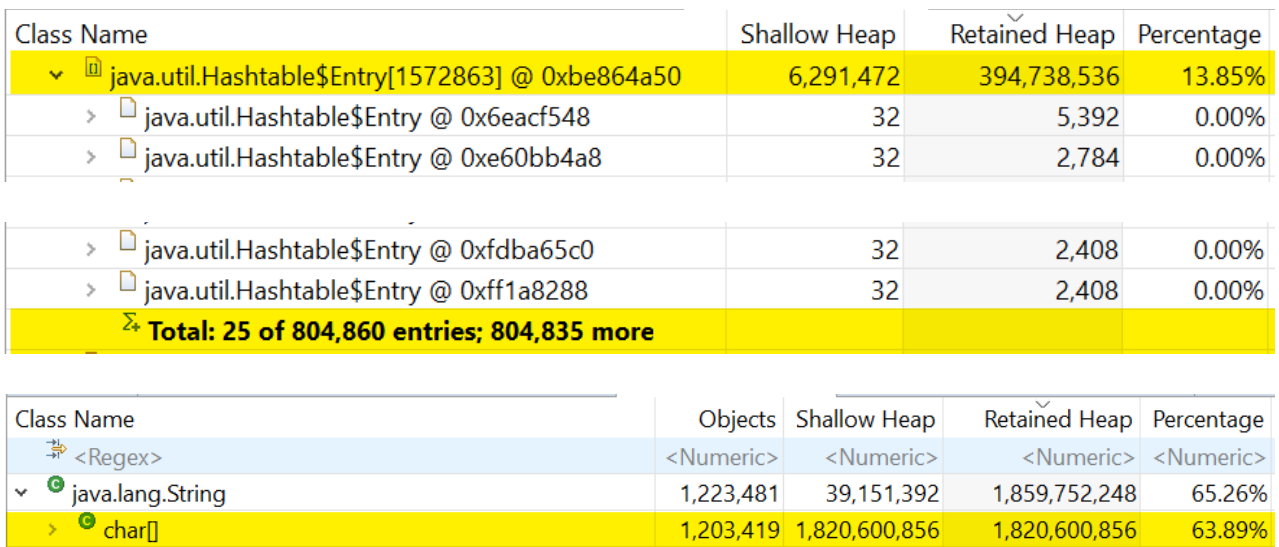 Class Name Shallow Heap Retained Heap Percentage
java.util.Hashtable$Entry[1572863] @ 0xbe864a50 6,291,472 394,738,536 13.85%
java.util.Hashtable$Entry @ 0x6eacf548 32 5,392 0.00%
java.util.Hashtable$Entry @ 0xe60bb4a8 32 2,784 0.00%
java.util.Hashtable$Entry @ 0xfdba65c0 32 2,408 0.00%
java.util.Hashtable$Entry @ 0xff1a8288 32 2,408 0.00%
Total: 25 of 804,860 entries; 804,835 more
Class Name Objects Shallow Heap Retained Heap Percentage
<Regex> <Numeric> <Numeric> <Numeric> <Numeric>
java.lang.String 1,223,481 39,151,392 1,859,752,248 65.26%
char[] 1,203,419 1,820,600,856 1,820,600,856 63.89%